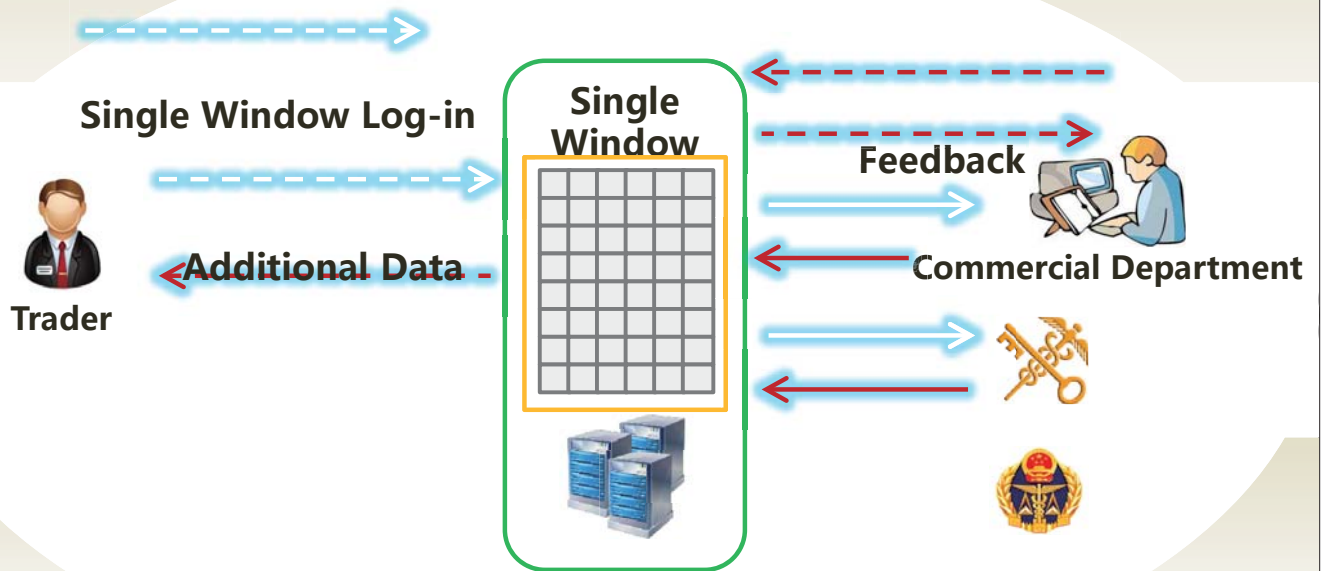 Single Window Log-in
Single
Window
Feedback
Additional Data
Commercial Department
Trader